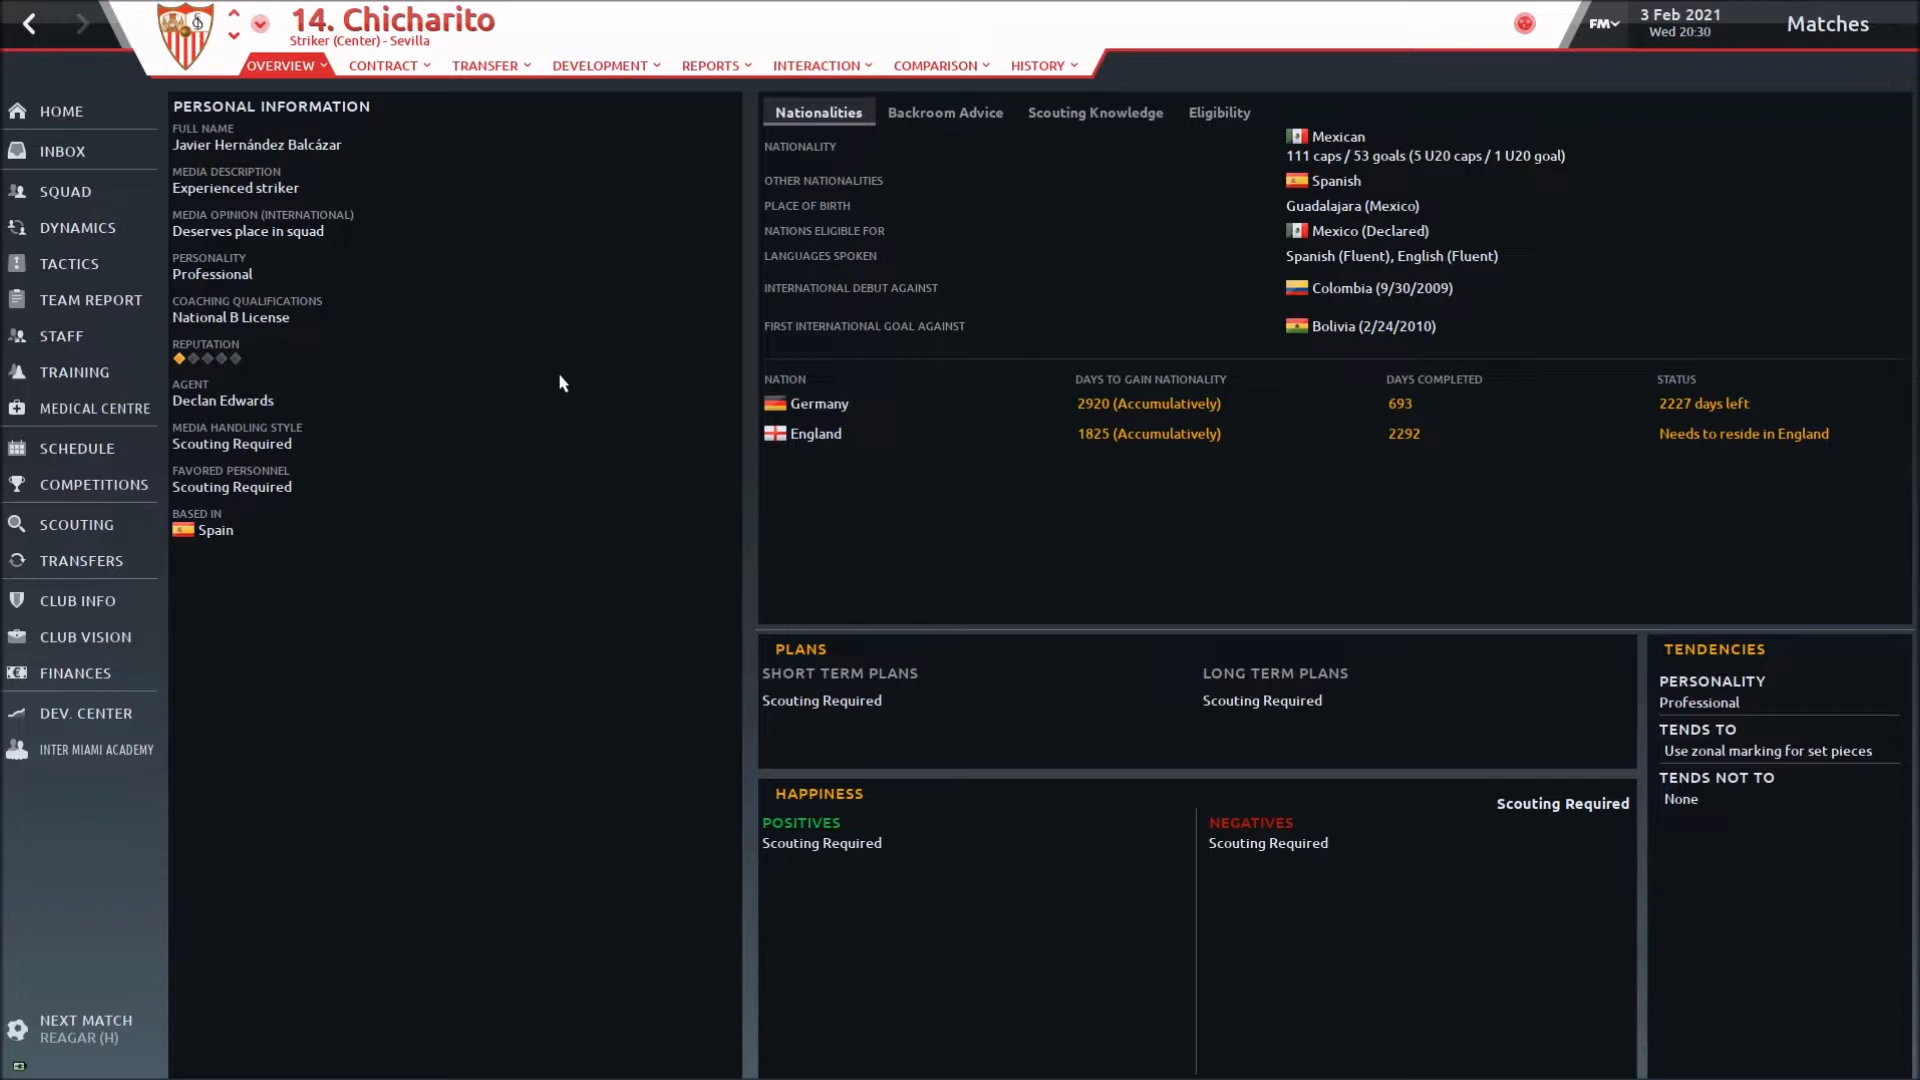 14. Chicharito
Striker (Center) - Sevilla
FM
3 Feb 2021
Wed 20:30
Matches
OVERVIEW
CONTRACT
TRANSFER
DEVELOPMENT
REPORTS
INTERACTION
COMPARISON
HISTORY
HOME
INBOX
SQUAD
DYNAMICS
TACTICS
TEAM REPORT
STAFF
TRAINING
MEDICAL CENTRE
SCHEDULE
COMPETITIONS
SCOUTING
TRANSFERS
CLUB INFO
CLUB VISION
FINANCES
DEV. CENTER
INTER MIAMI ACADEMY
NEXT MATCH
REAGAR (H)
PERSONAL INFORMATION
FULL NAME
Javier Hernández Balcázar
MEDIA DESCRIPTION
Experienced striker
MEDIA OPINION (INTERNATIONAL)
Deserves place in squad
PERSONALITY
Professional
COACHING QUALIFICATIONS
National B License
REPUTATION
AGENT
Declan Edwards
MEDIA HANDLING STYLE
Scouting Required
FAVORED PERSONNEL
Scouting Required
BASED IN
Spain
Nationalities
Backroom Advice
Scouting Knowledge
Eligibility
NATIONALITY
Mexican
111 caps / 53 goals (5 U20 caps / 1 U20 goal)
OTHER NATIONALITIES
Spanish
PLACE OF BIRTH
Guadalajara (Mexico)
NATIONS ELIGIBLE FOR
Mexico (Declared)
LANGUAGES SPOKEN
Spanish (Fluent), English (Fluent)
INTERNATIONAL DEBUT AGAINST
Colombia (9/30/2009)
FIRST INTERNATIONAL GOAL AGAINST
Bolivia (2/24/2010)
NATION DAYS TO GAIN NATIONALITY DAYS COMPLETED STATUS
Germany 2920 (Accumulatively) 693 2227 days left
England 1825 (Accumulatively) 2292 Needs to reside in England
PLANS
SHORT TERM PLANS
Scouting Required
LONG TERM PLANS
Scouting Required
HAPPINESS
Scouting Required
POSITIVES
Scouting Required
NEGATIVES
Scouting Required
TENDENCIES
PERSONALITY
Professional
TENDS TO
Use zonal marking for set pieces
TENDS NOT TO
None